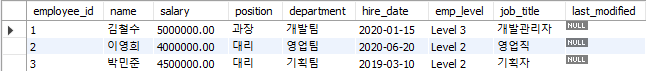 employee_id name salary position department hire_date emp_level job_title last_modified
1 김철수 5000000.00 과장 개발팀 2020-01-15 Level 3 개발관리자 NULL
2 이영희 4000000.00 대리 영업팀 2020-06-20 Level 2 영업직 NULL
3 박민준 4500000.00 대리 기획팀 2019-03-10 Level 2 기획자 NULL